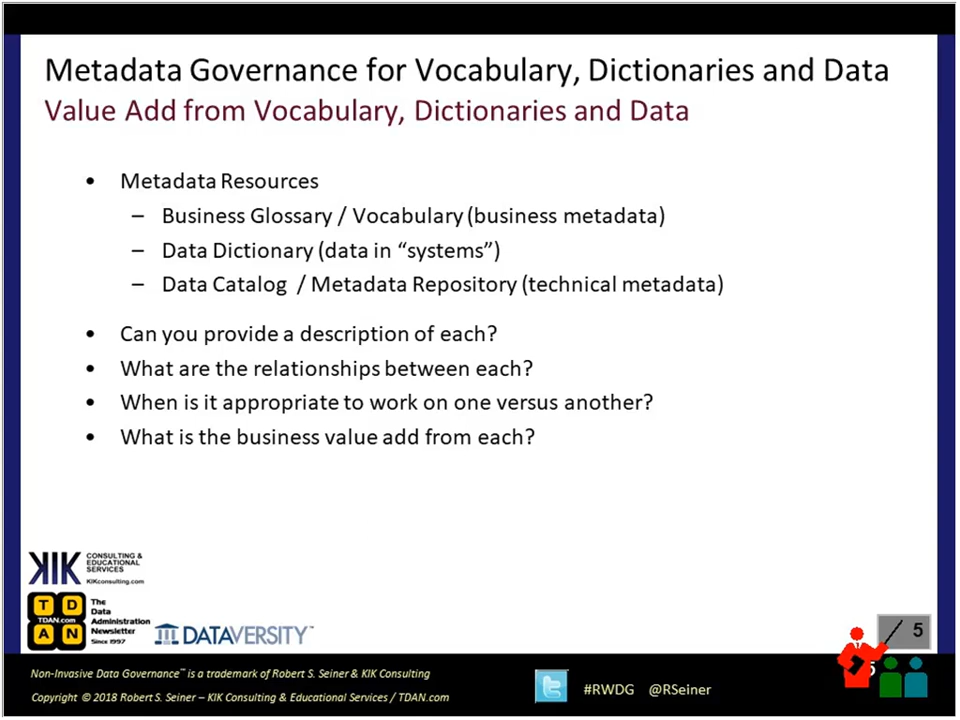 Metadata Governance for Vocabulary, Dictionaries and Data
Value Add from Vocabulary, Dictionaries and Data
• Metadata Resources
– Business Glossary / Vocabulary (business metadata)
– Data Dictionary (data in “systems”)
– Data Catalog / Metadata Repository (technical metadata)
• Can you provide a description of each?
• What are the relationships between each?
• When is it appropriate to work on one versus another?
• What is the business value add from each?
KIK
CONSULTING &
EDUCATIONAL
SERVICES
KIKconsulting.com
T D
TDAN.com
A N
The
Data
Administration
Newsletter
Since 1997
DATAVERSITY™
5
5
Non-Invasive Data Governance™ is a trademark of Robert S. Seiner & KIK Consulting
Copyright © 2018 Robert S. Seiner – KIK Consulting & Educational Services / TDAN.com
#RWDG @RSeiner